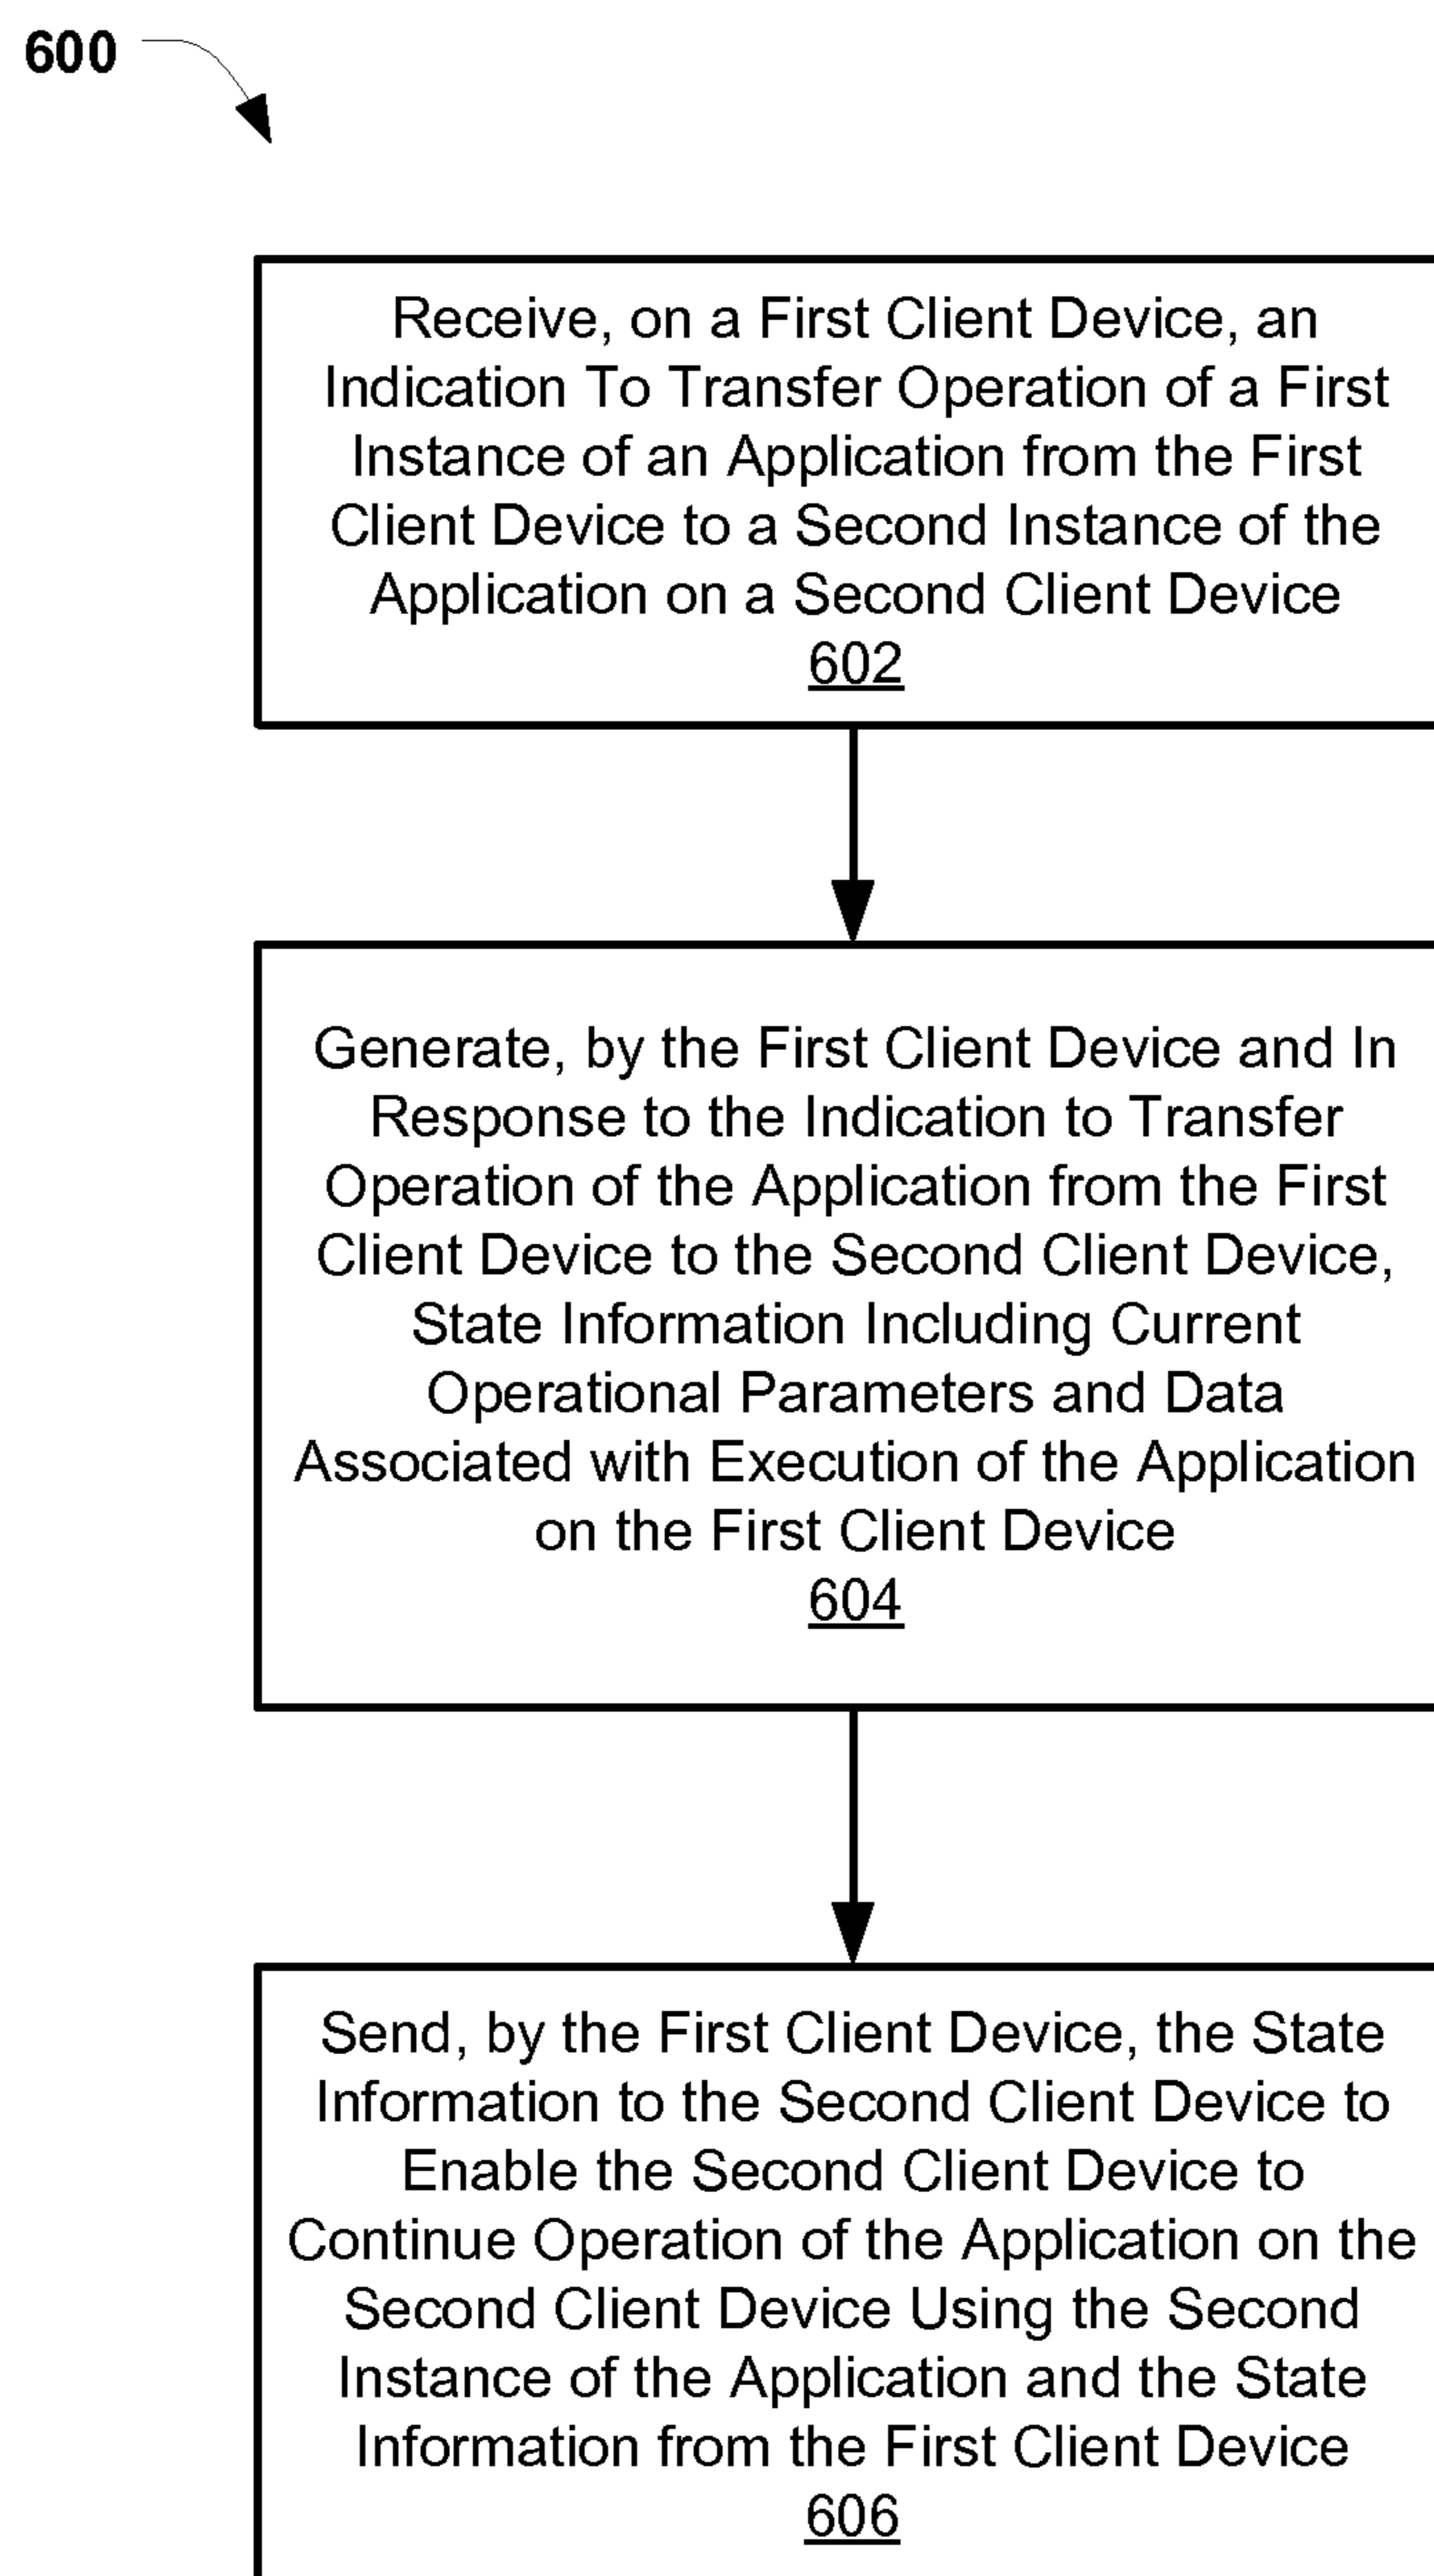 600
Receive, on a First Client Device, an
Indication To Transfer Operation of a First
Instance of an Application from the First
Client Device to a Second Instance of the
Application on a Second Client Device
602
Generate, by the First Client Device and In
Response to the Indication to Transfer
Operation of the Application from the First
Client Device to the Second Client Device,
State Information Including Current
Operational Parameters and Data
Associated with Execution of the Application
on the First Client Device
604
Send, by the First Client Device, the State
Information to the Second Client Device to
Enable the Second Client Device to
Continue Operation of the Application on the
Second Client Device Using the Second
Instance of the Application and the State
Information from the First Client Device
606